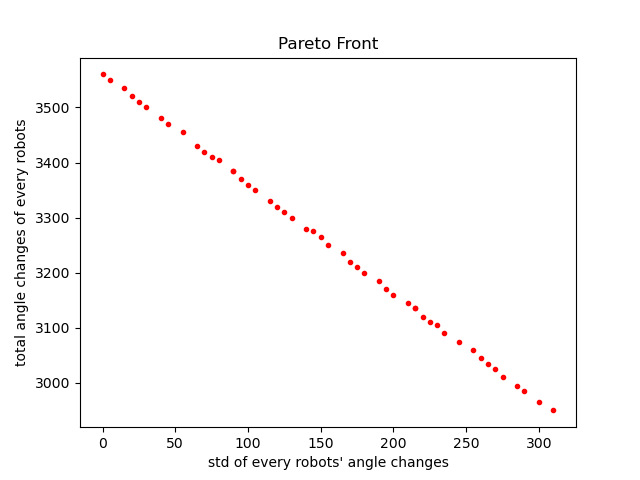 Pareto Front
total angle changes of every robots
3500
3400
3300
3200
3100
3000
0 50 100 150 200 250 300
std of every robots' angle changes